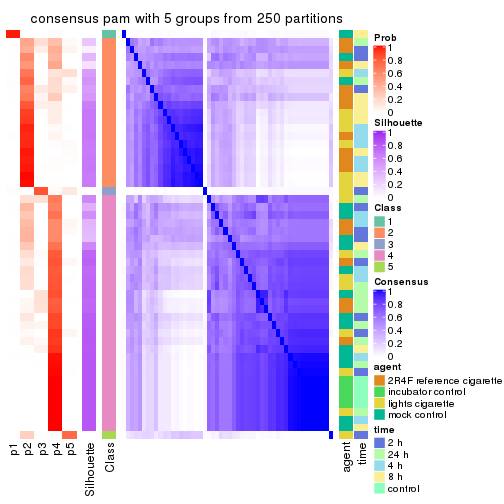 consensus pam with 5 groups from 250 partitions
Prob
1
0.8
0.6
0.4
0.2
0
Silhouette
1
0.8
0.6
0.4
0.2
0
Class
1
2
3
4
5
Consensus
1
0.8
0.6
0.4
0.2
0
agent
2R4F reference cigarette
incubator control
lights cigarette
mock control
time
2 h
24 h
4 h
8 h
control
p1
p2
p3
p4
p5
Silhouette
Class
agent
time